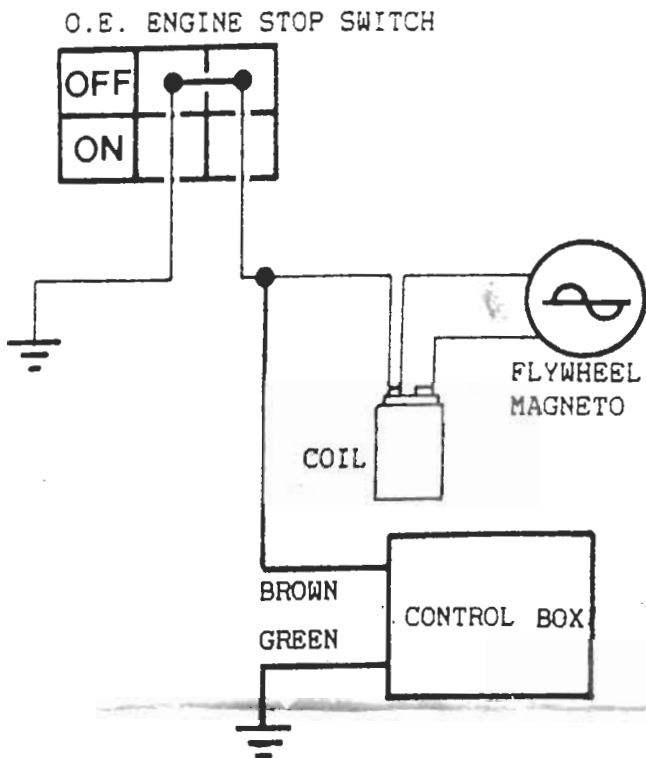 O.E. ENGINE STOP SWITCH
OFF
ON
FLYWHEEL
MAGNETO
COIL
BROWN
CONTROL BOX
GREEN